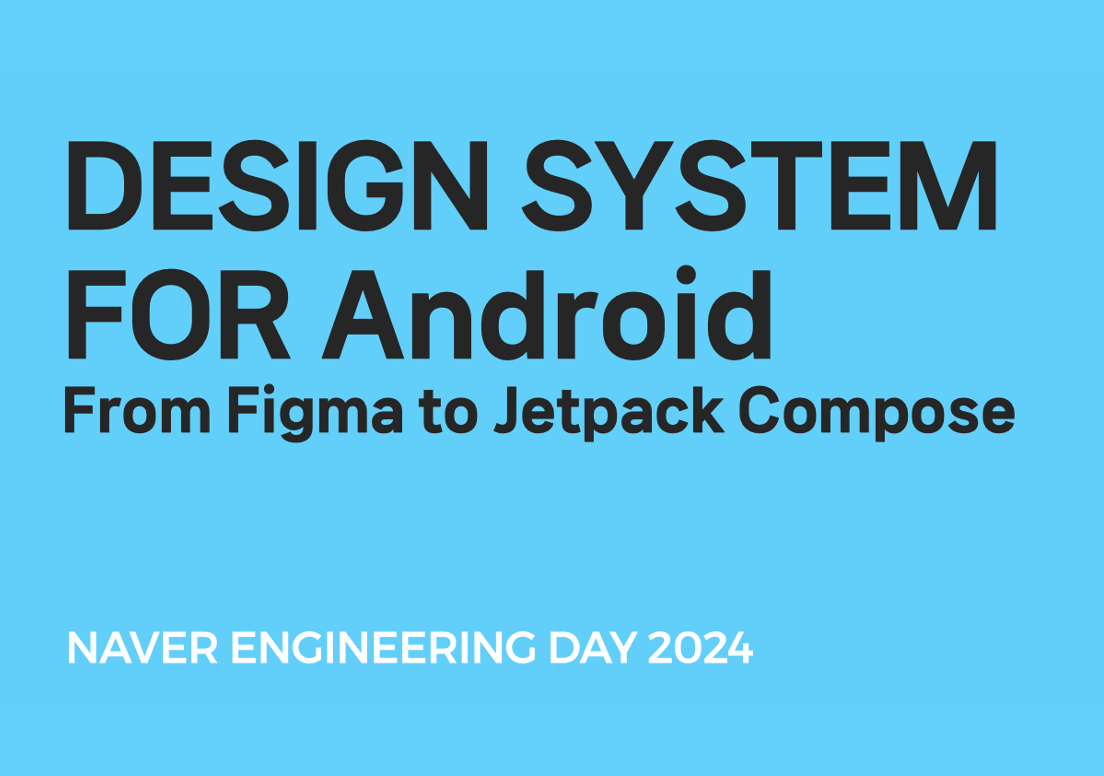 DESIGN SYSTEM
FOR Android
From Figma to Jetpack Compose
NAVER ENGINEERING DAY 2024